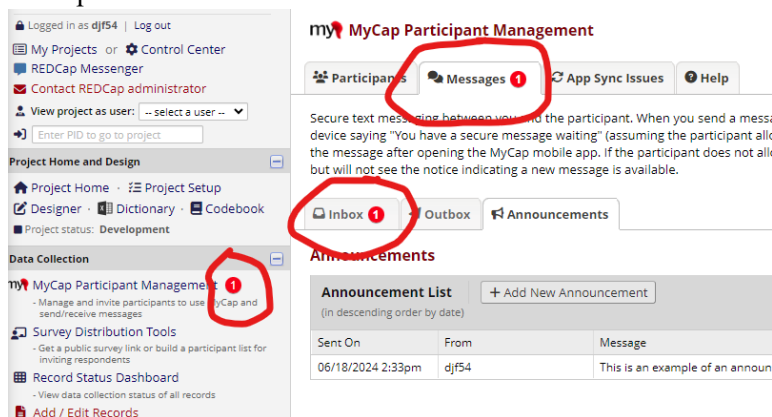 Logged in as djf54 | Log out
My Projects or Control Center
REDCap Messenger
Contact REDCap administrator
View project as user: -- select a user --
Enter PID to go to project
Project Home and Design
Project Home · Project Setup
Designer · Dictionary · Codebook
Project status: Development
Data Collection
my MyCap Participant Management 1
- Manage and invite participants to use MyCap and
send/receive messages
Survey Distribution Tools
- Get a public survey link or build a participant list for
inviting respondents
Record Status Dashboard
- View data collection status of all records
Add / Edit Records
my MyCap Participant Management
Participants Messages 1 App Sync Issues Help
Secure text messaging between you and the participant. When you send a messa
device saying "You have a secure message waiting" (assuming the participant allo
the message after opening the MyCap mobile app. If the participant does not allo
but will not see the notice indicating a new message is available.
Inbox 1 Outbox Announcements
Announcements
Announcement List + Add New Announcement
(in descending order by date)
Sent On From Message
06/18/2024 2:33pm djf54 This is an example of an announ